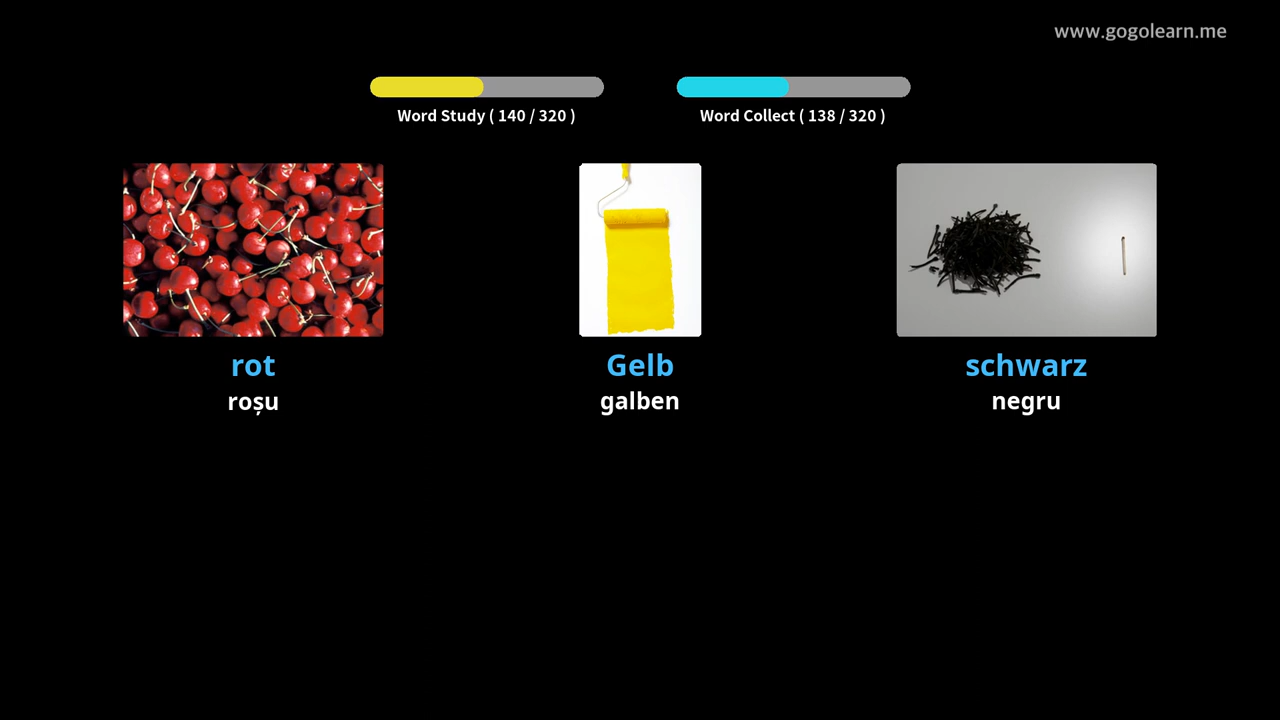 www.gogolearn.me
Word Study ( 140 / 320 )
Word Collect ( 138 / 320 )
rot
Gelb
schwarz
roșu
galben
negru